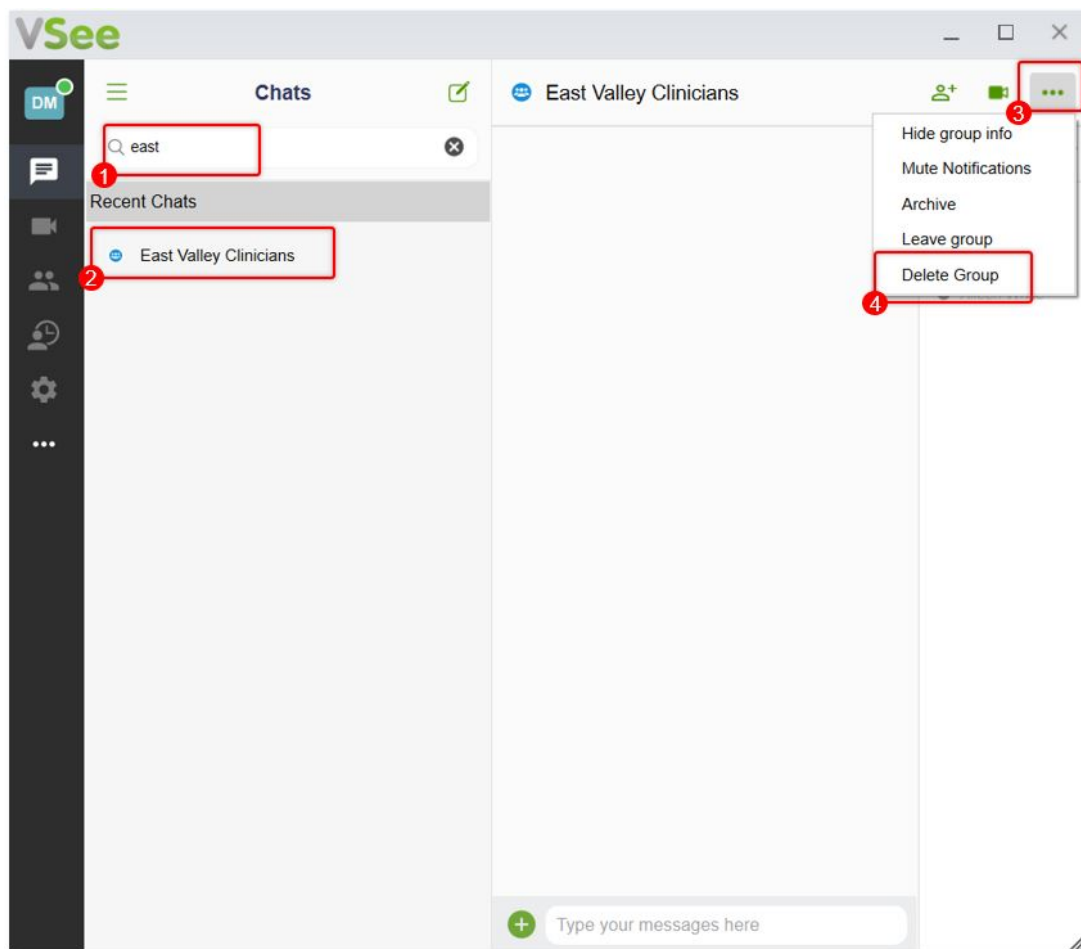 VSee
DM
Chats
East Valley Clinicians
3
east
1
Recent Chats
East Valley Clinicians
2
Hide group info
Mute Notifications
Archive
Leave group
Delete Group
4
Type your messages here